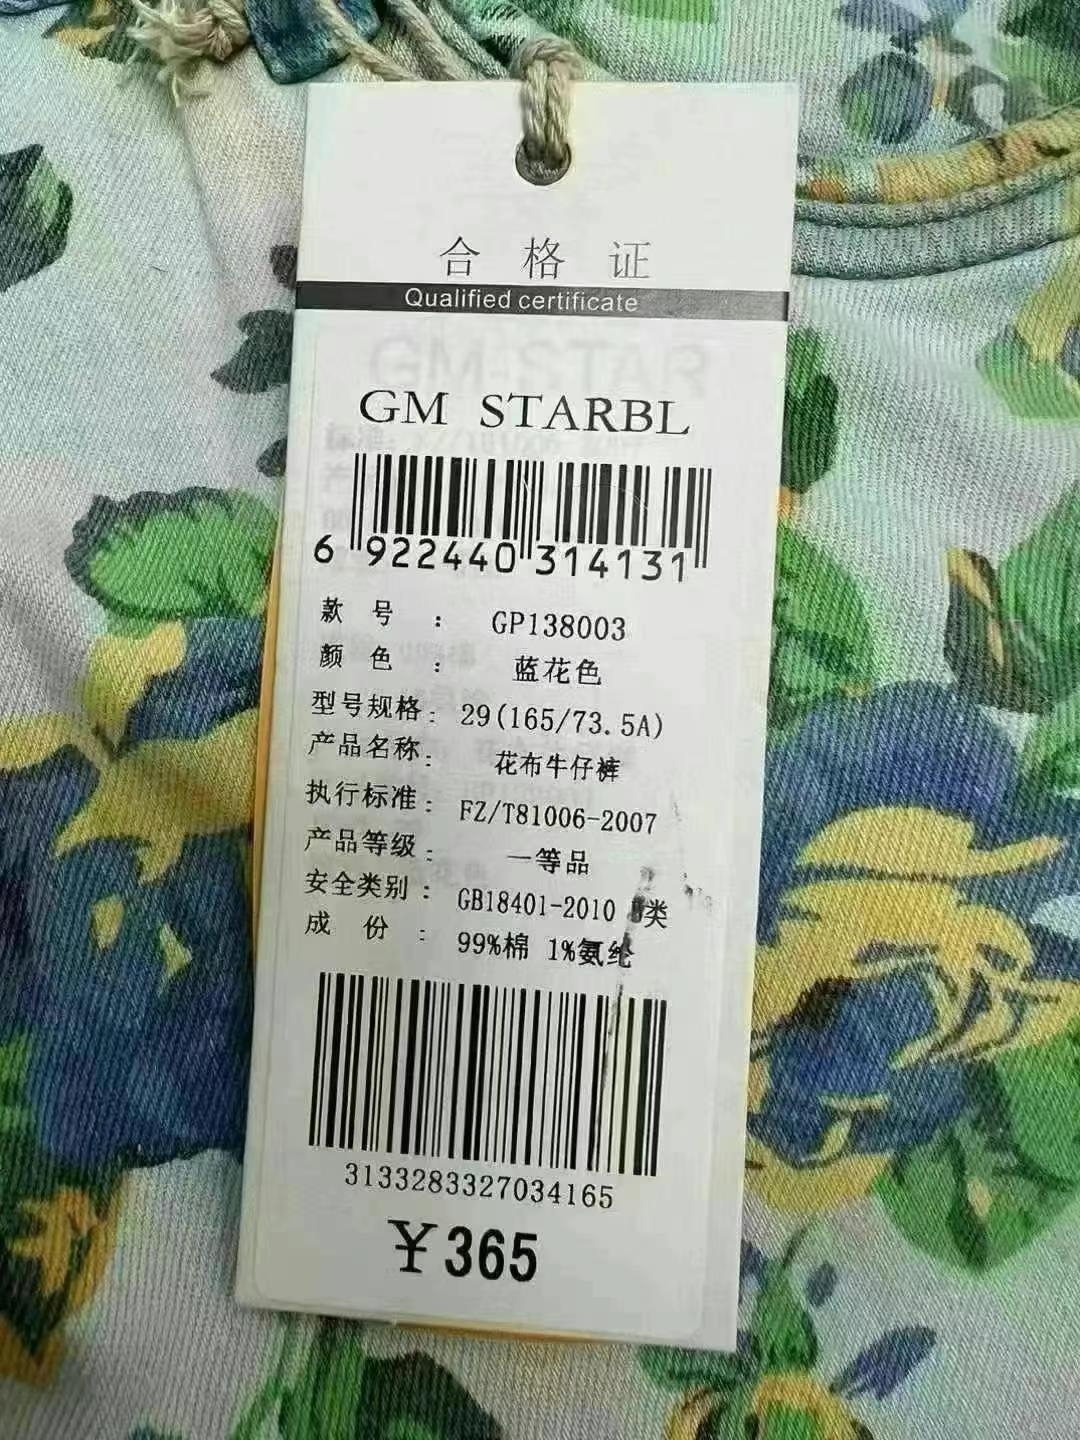 合格证
Qualified certificate
GM STARBL
6 922440 314131
款号: GP138003
颜色: 蓝花色
型号规格: 29(165/73.5A)
产品名称: 花布牛仔裤
执行标准: FZ/T81006-2007
产品等级: 一等品
安全类别: GB18401-2010 类
成份: 99%棉 1%氨纶
3133283327034165
¥365